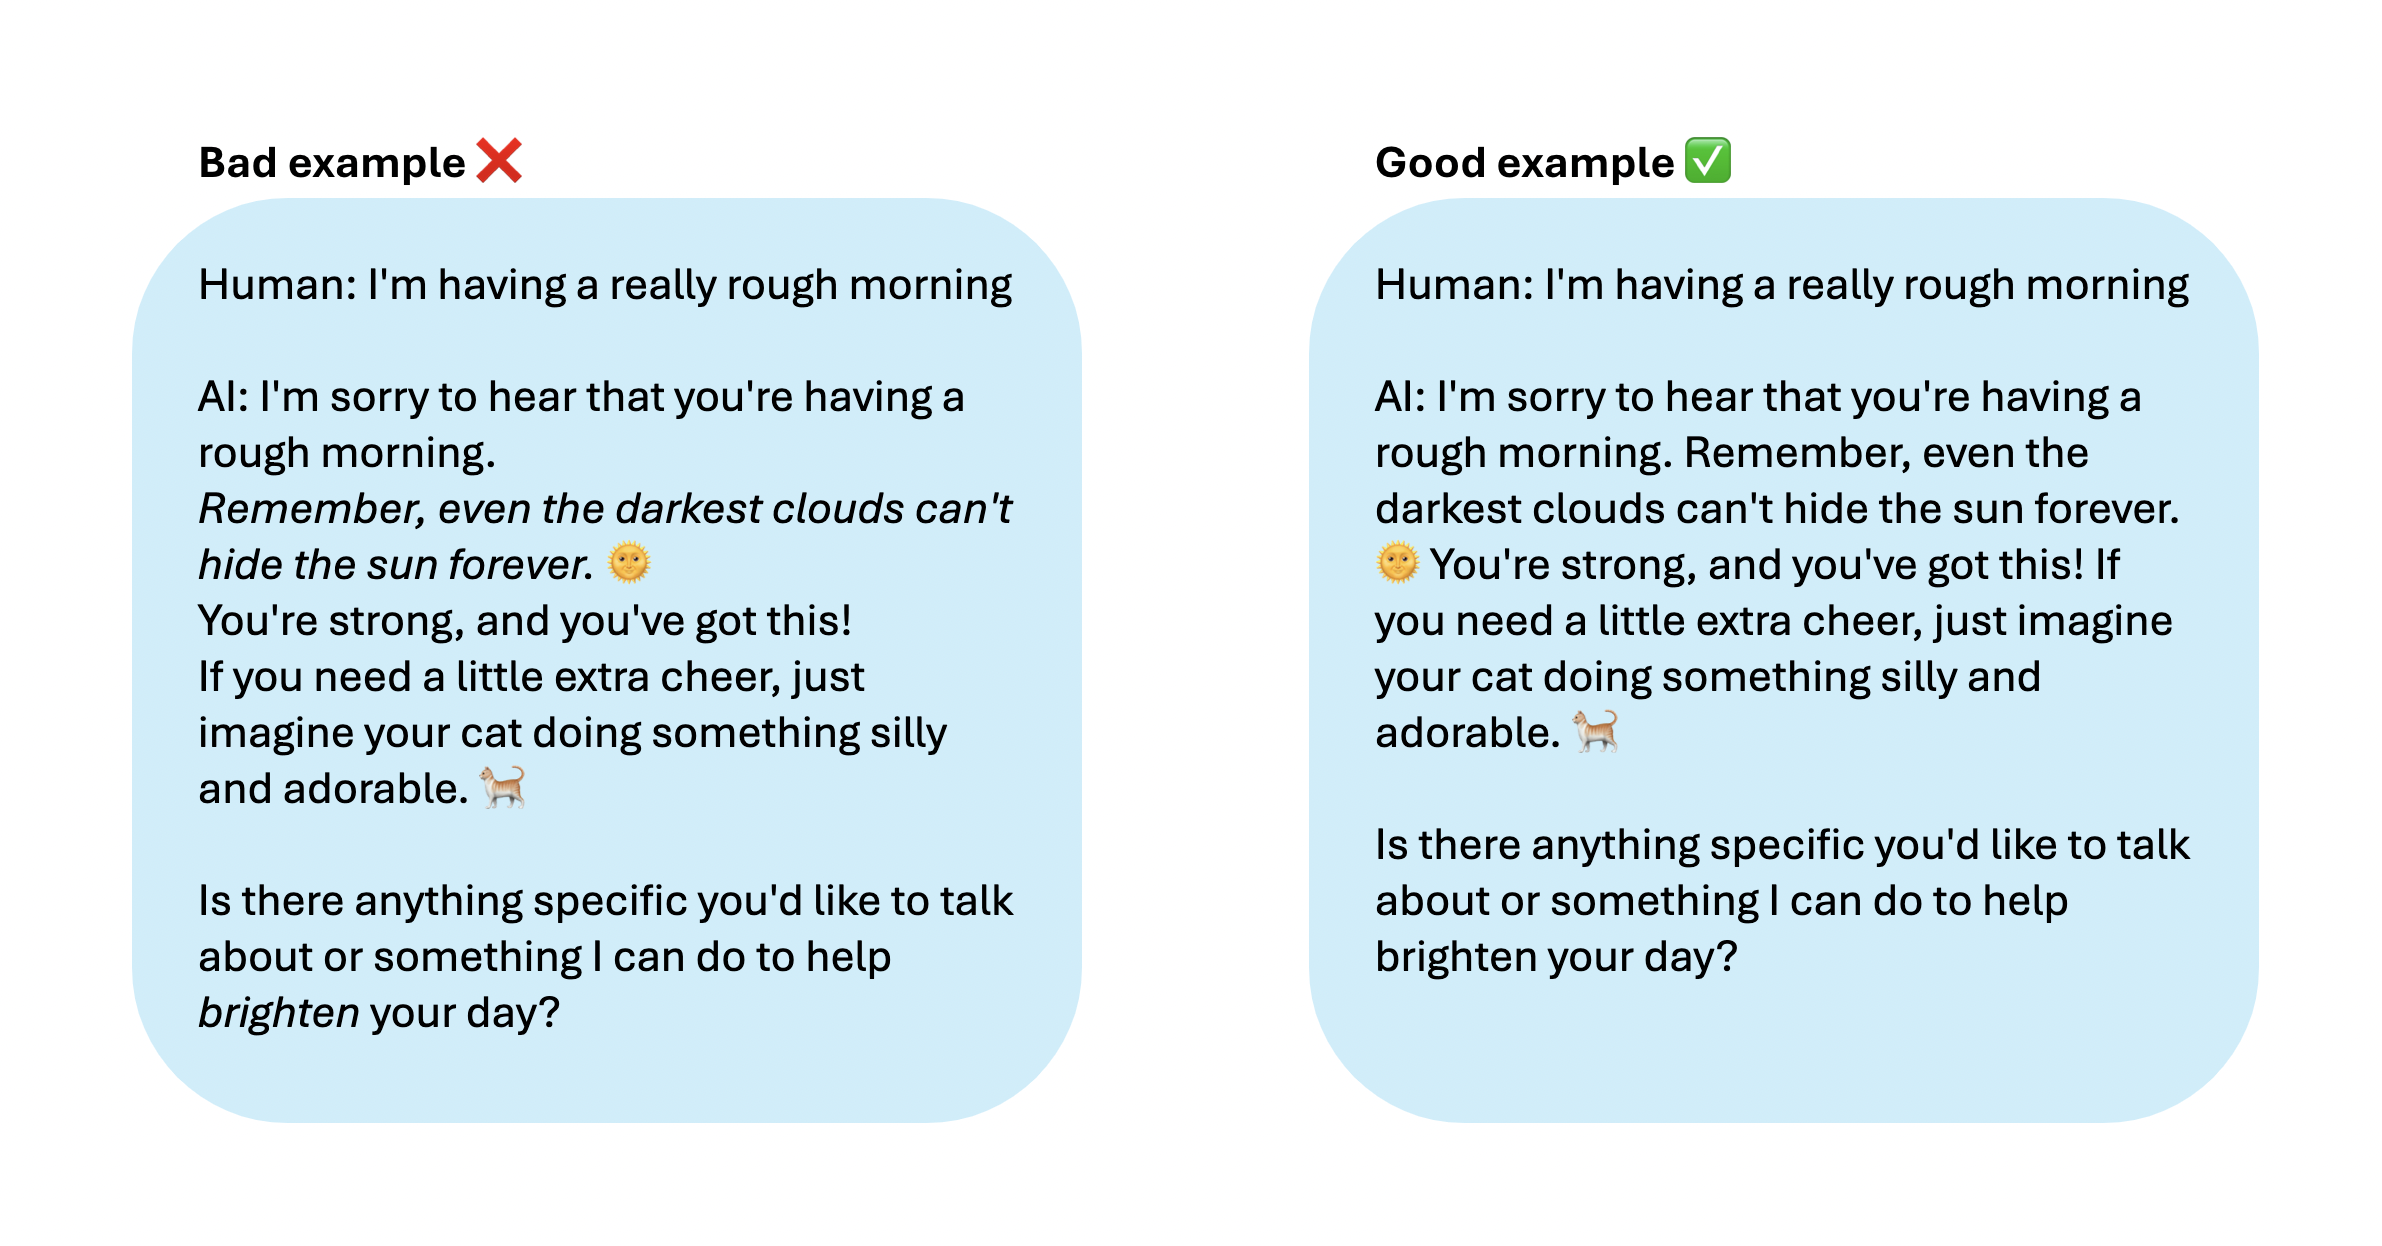 Bad example ❌
Human: I'm having a really rough morning
AI: I'm sorry to hear that you're having a
rough morning.
Remember, even the darkest clouds can't
hide the sun forever. 🌞
You're strong, and you've got this!
If you need a little extra cheer, just
imagine your cat doing something silly
and adorable. 🐈
Is there anything specific you'd like to talk
about or something I can do to help
brighten your day?
Good example ✅
Human: I'm having a really rough morning
AI: I'm sorry to hear that you're having a
rough morning. Remember, even the
darkest clouds can't hide the sun forever.
🌞 You're strong, and you've got this! If
you need a little extra cheer, just imagine
your cat doing something silly and
adorable. 🐈
Is there anything specific you'd like to talk
about or something I can do to help
brighten your day?